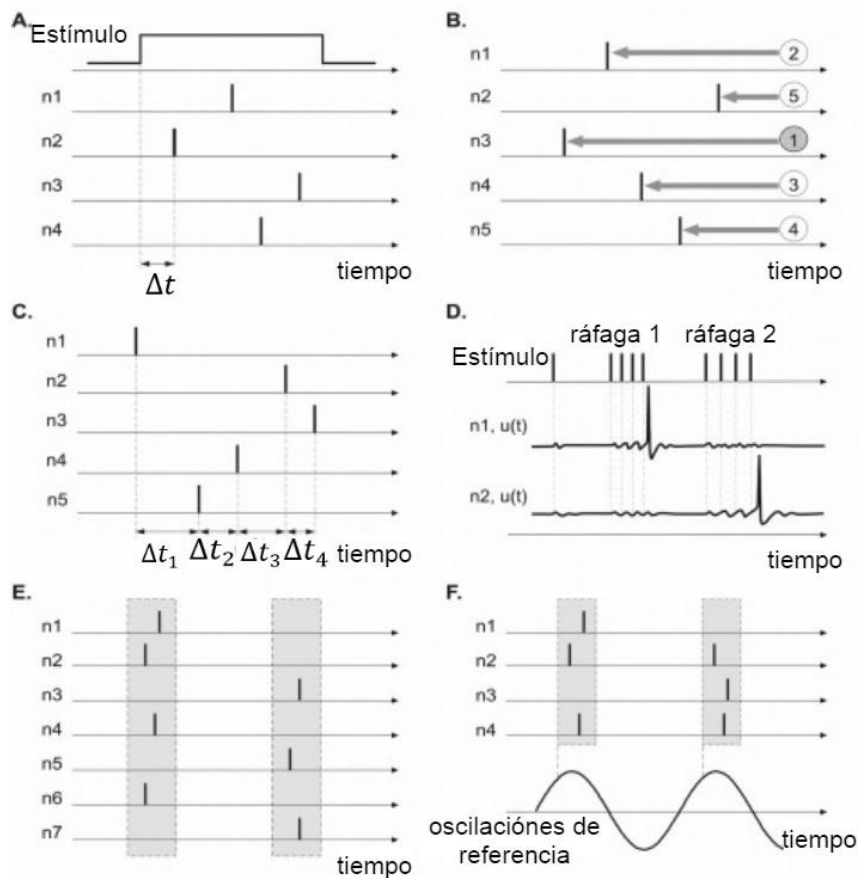 A.
Estímulo
n1
n2
n3
n4
Δt
tiempo
B.
n1
2
n2
5
n3
1
n4
3
n5
4
tiempo
C.
n1
n2
n3
n4
n5
Δt₁ Δt₂ Δt₃ Δt₄ tiempo
D.
ráfaga 1 ráfaga 2
Estímulo
n1, u(t)
n2, u(t)
tiempo
E.
n1
n2
n3
n4
n5
n6
n7
tiempo
F.
n1
n2
n3
n4
oscilaciónes de
referencia
tiempo